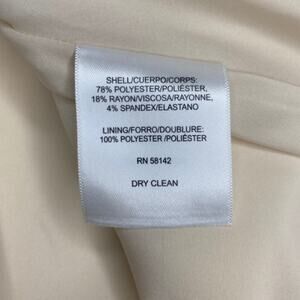 SHELL/CUERPO/CORPS:
78% POLYESTER/POLIÉSTER,
18% RAYON/VISCOSA/RAYONNE,
4% SPANDEX/ELASTANO
LINING/FORRO/DOUBLURE:
100% POLYESTER /POLIÉSTER
RN 58142
DRY CLEAN